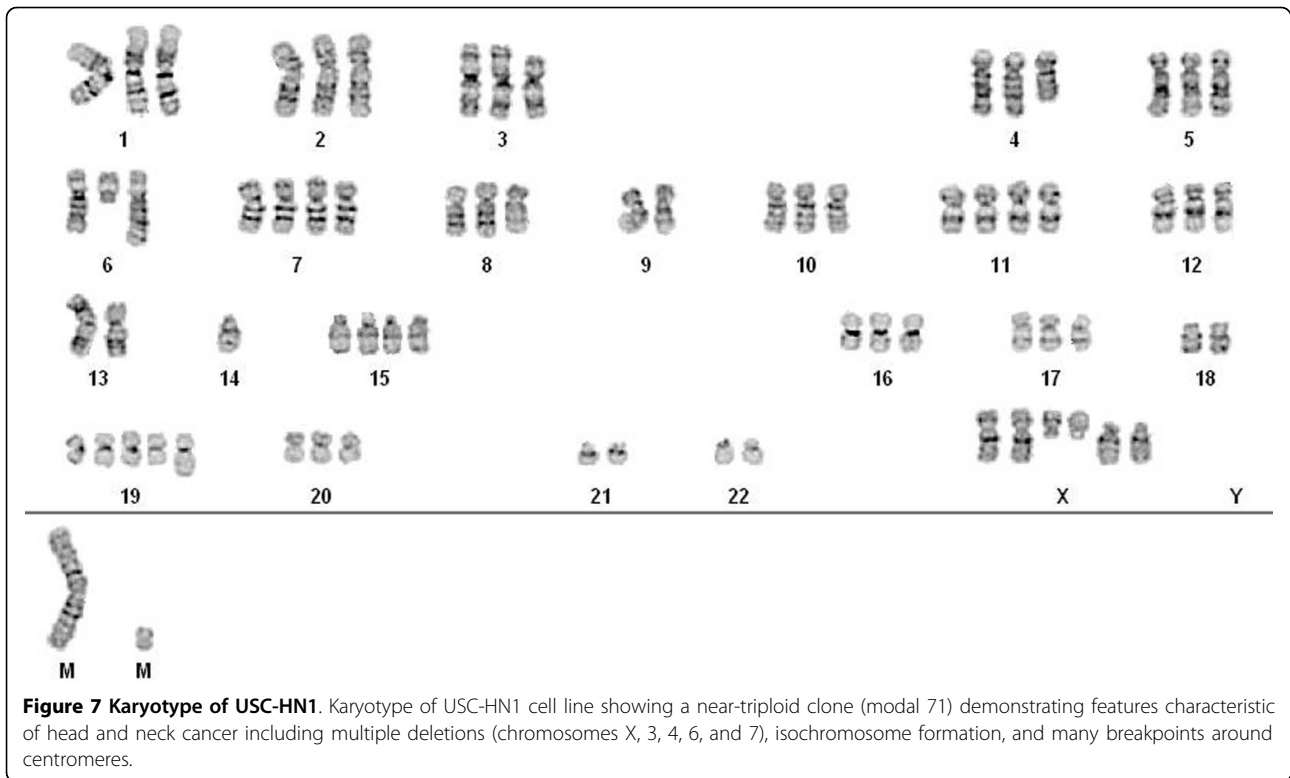 1 2 3 4 5
6 7 8 9 10 11 12
13 14 15 16 17 18
19 20 21 22 X Y
M M
Figure 7 Karyotype of USC-HN1. Karyotype of USC-HN1 cell line showing a near-triploid clone (modal 71) demonstrating features characteristic
of head and neck cancer including multiple deletions (chromosomes X, 3, 4, 6, and 7), isochromosome formation, and many breakpoints around
centromeres.